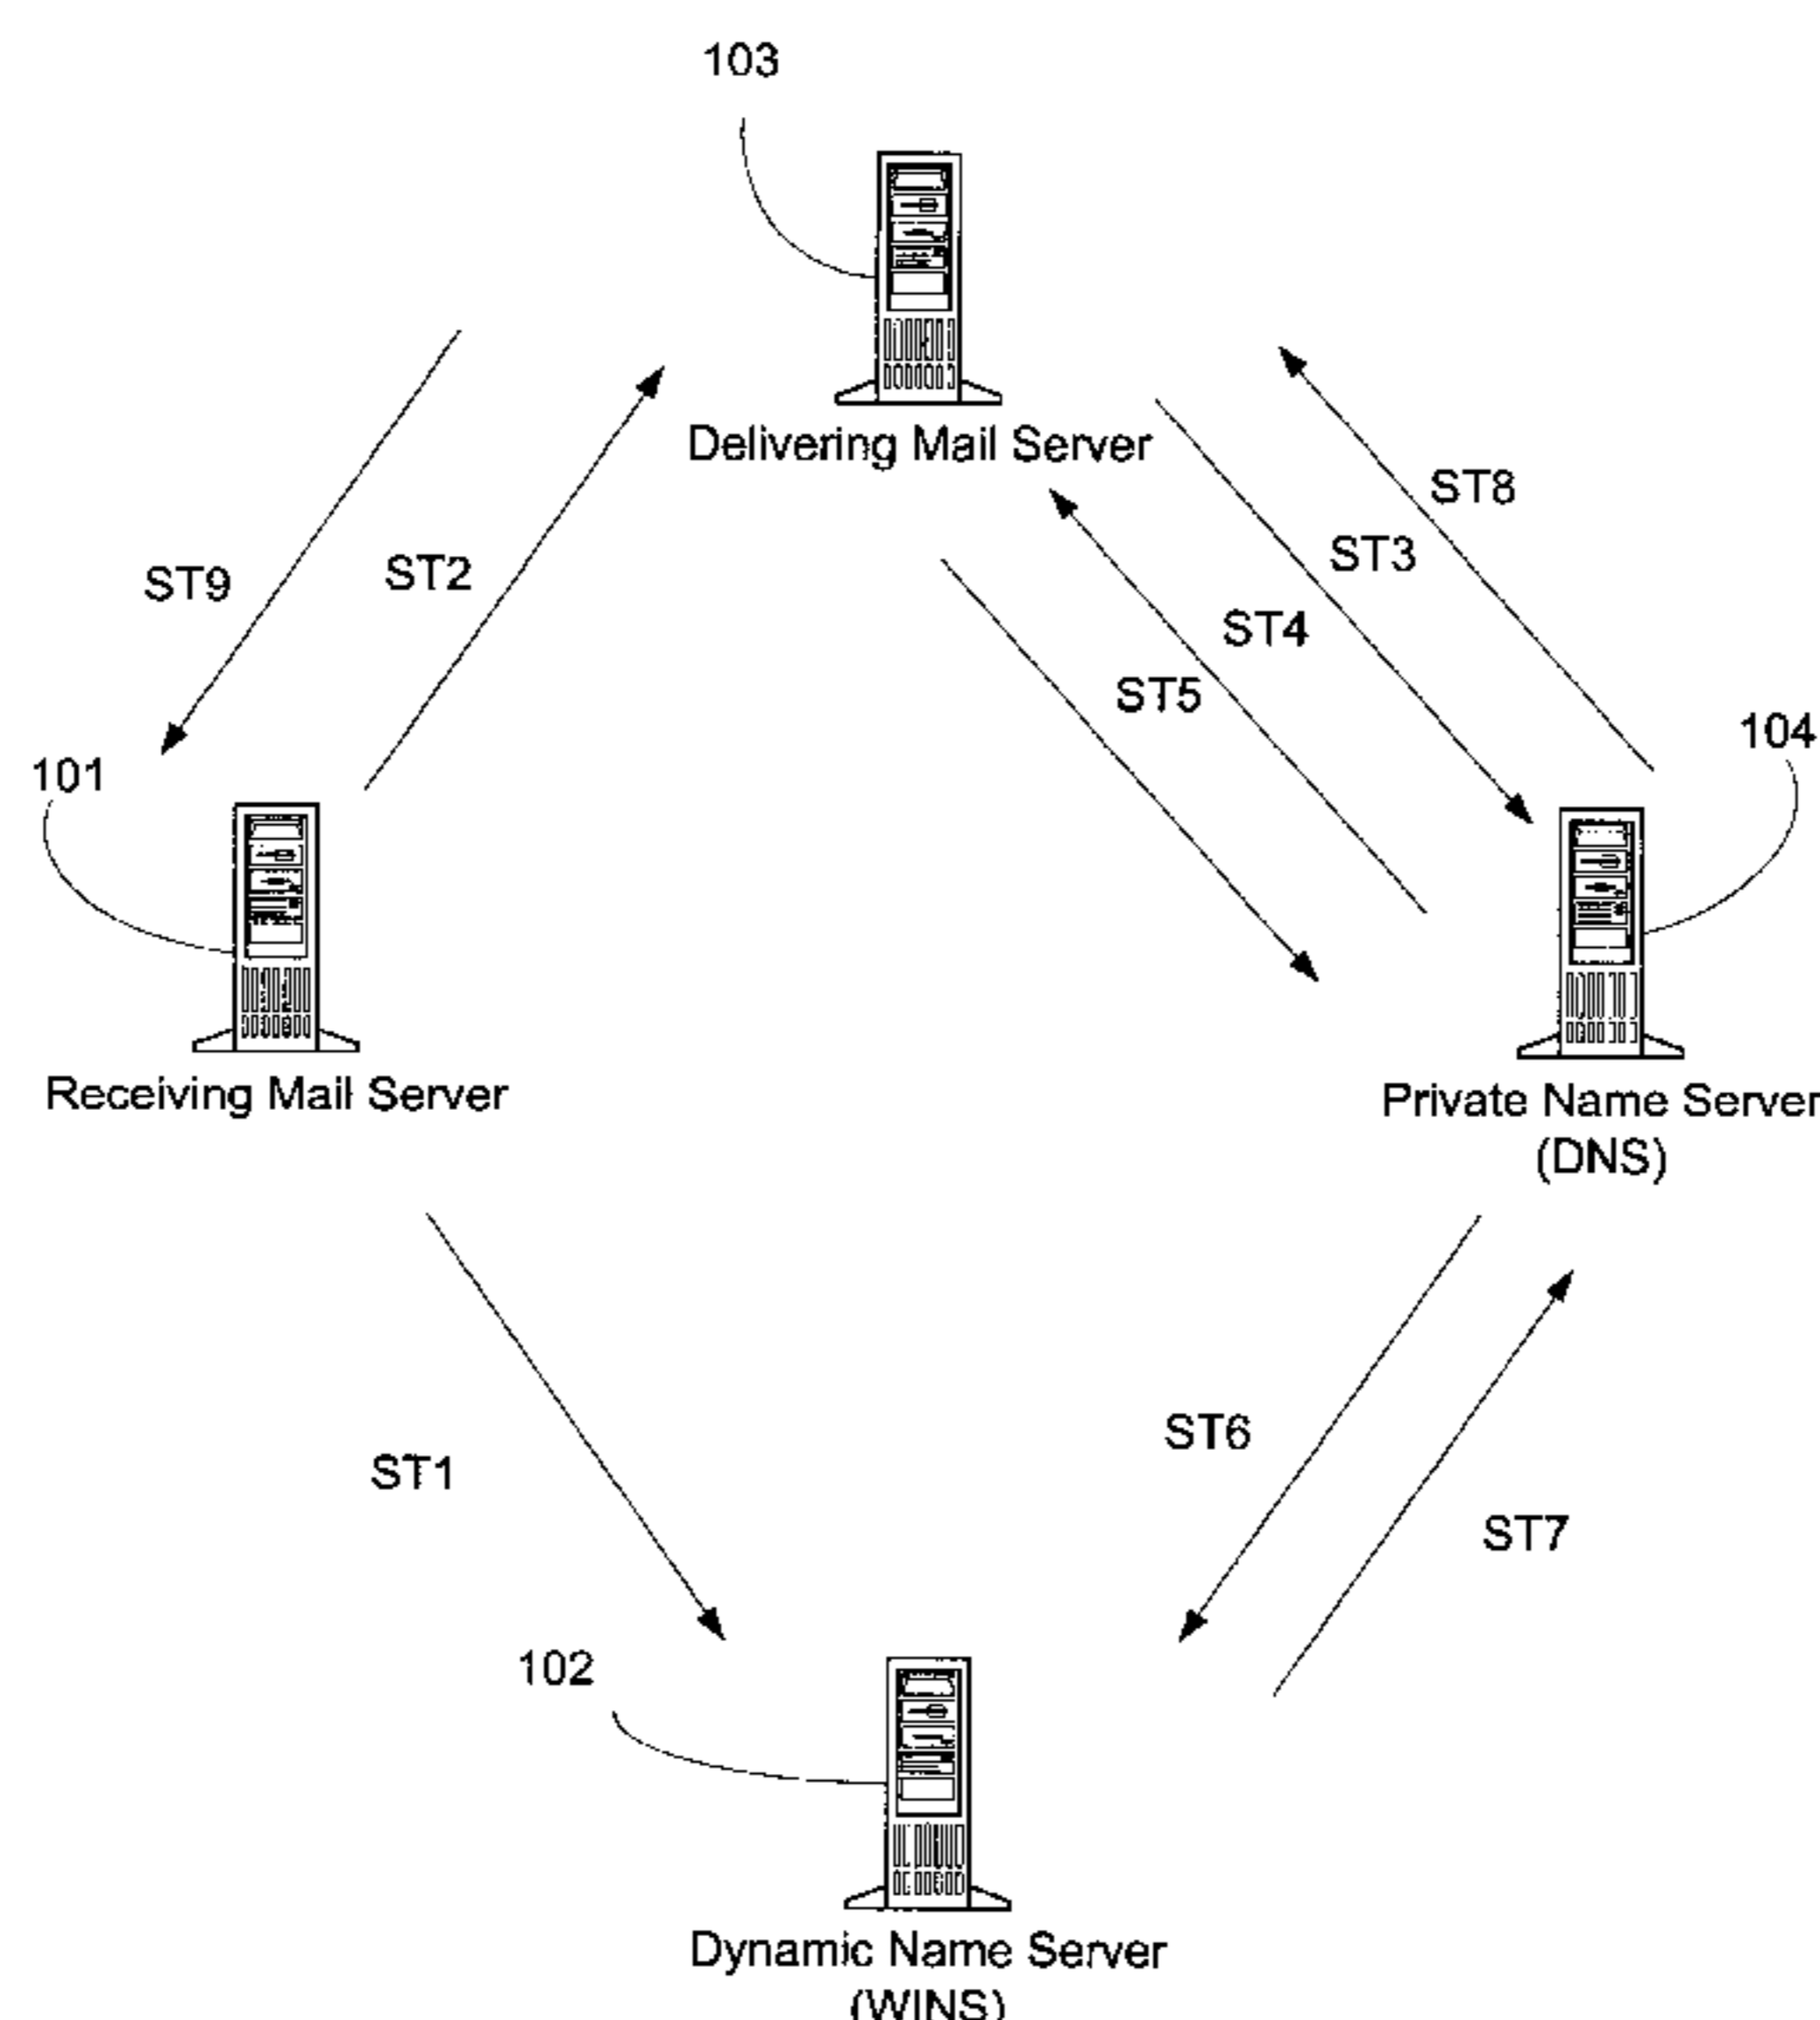 103
Delivering Mail Server
ST8
ST3
ST9
ST2
ST4
ST5
104
101
Receiving Mail Server
Private Name Server
(DNS)
ST6
ST1
ST7
102
Dynamic Name Server
(WINS)